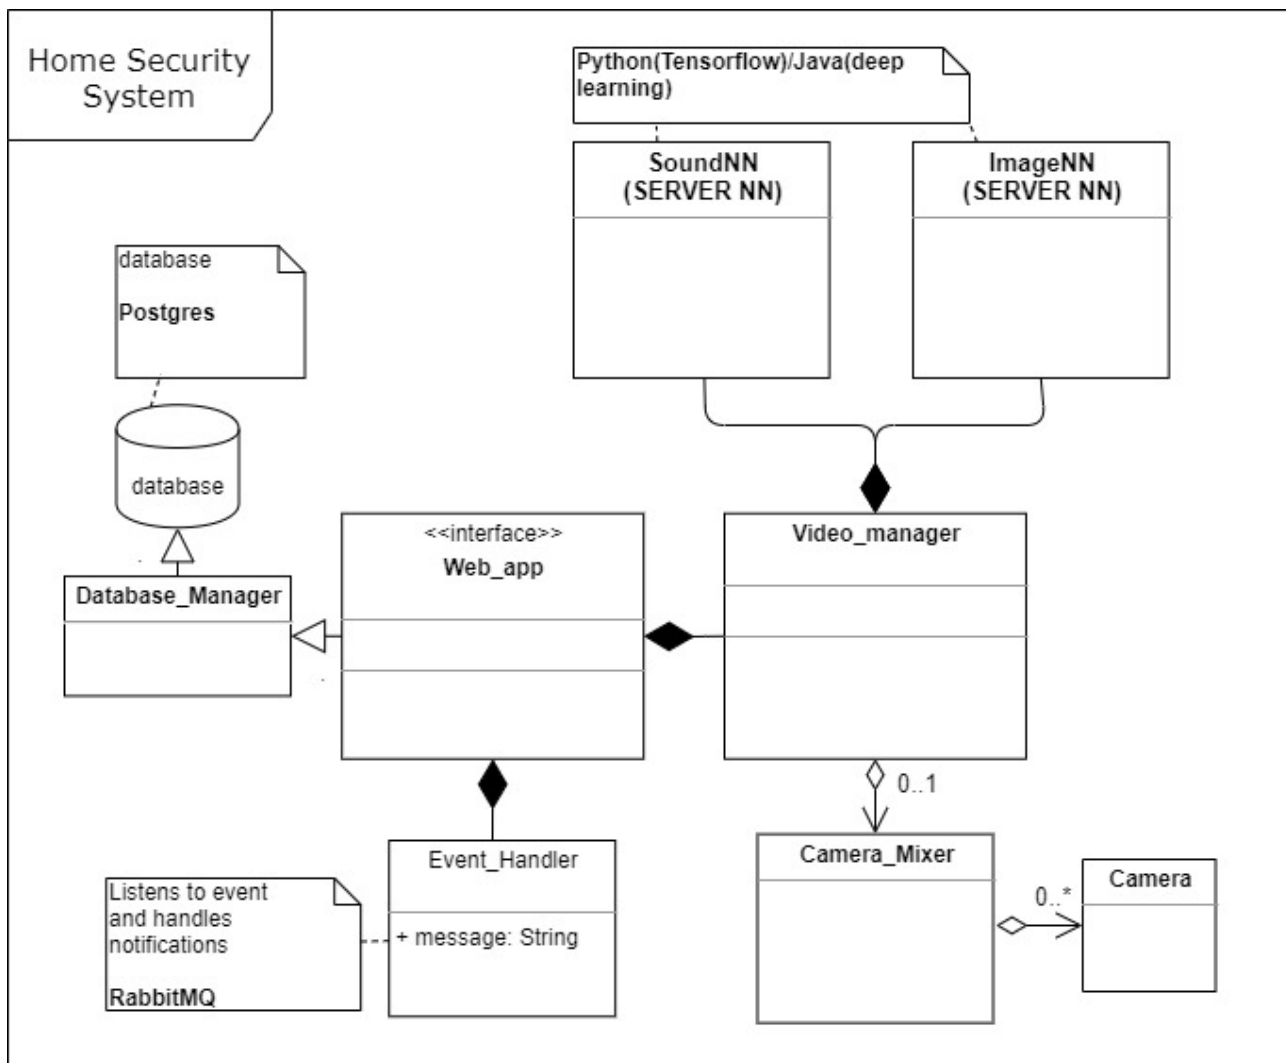 Home Security
System
Python(Tensorflow)/Java(deep
learning)
SoundNN
(SERVER NN)
ImageNN
(SERVER NN)
database
Postgres
database
Database_Manager
<<interface>>
Web_app
Video_manager
0..1
Event_Handler
+ message: String
Listens to event
and handles
notifications
RabbitMQ
Camera_Mixer
0..*
Camera